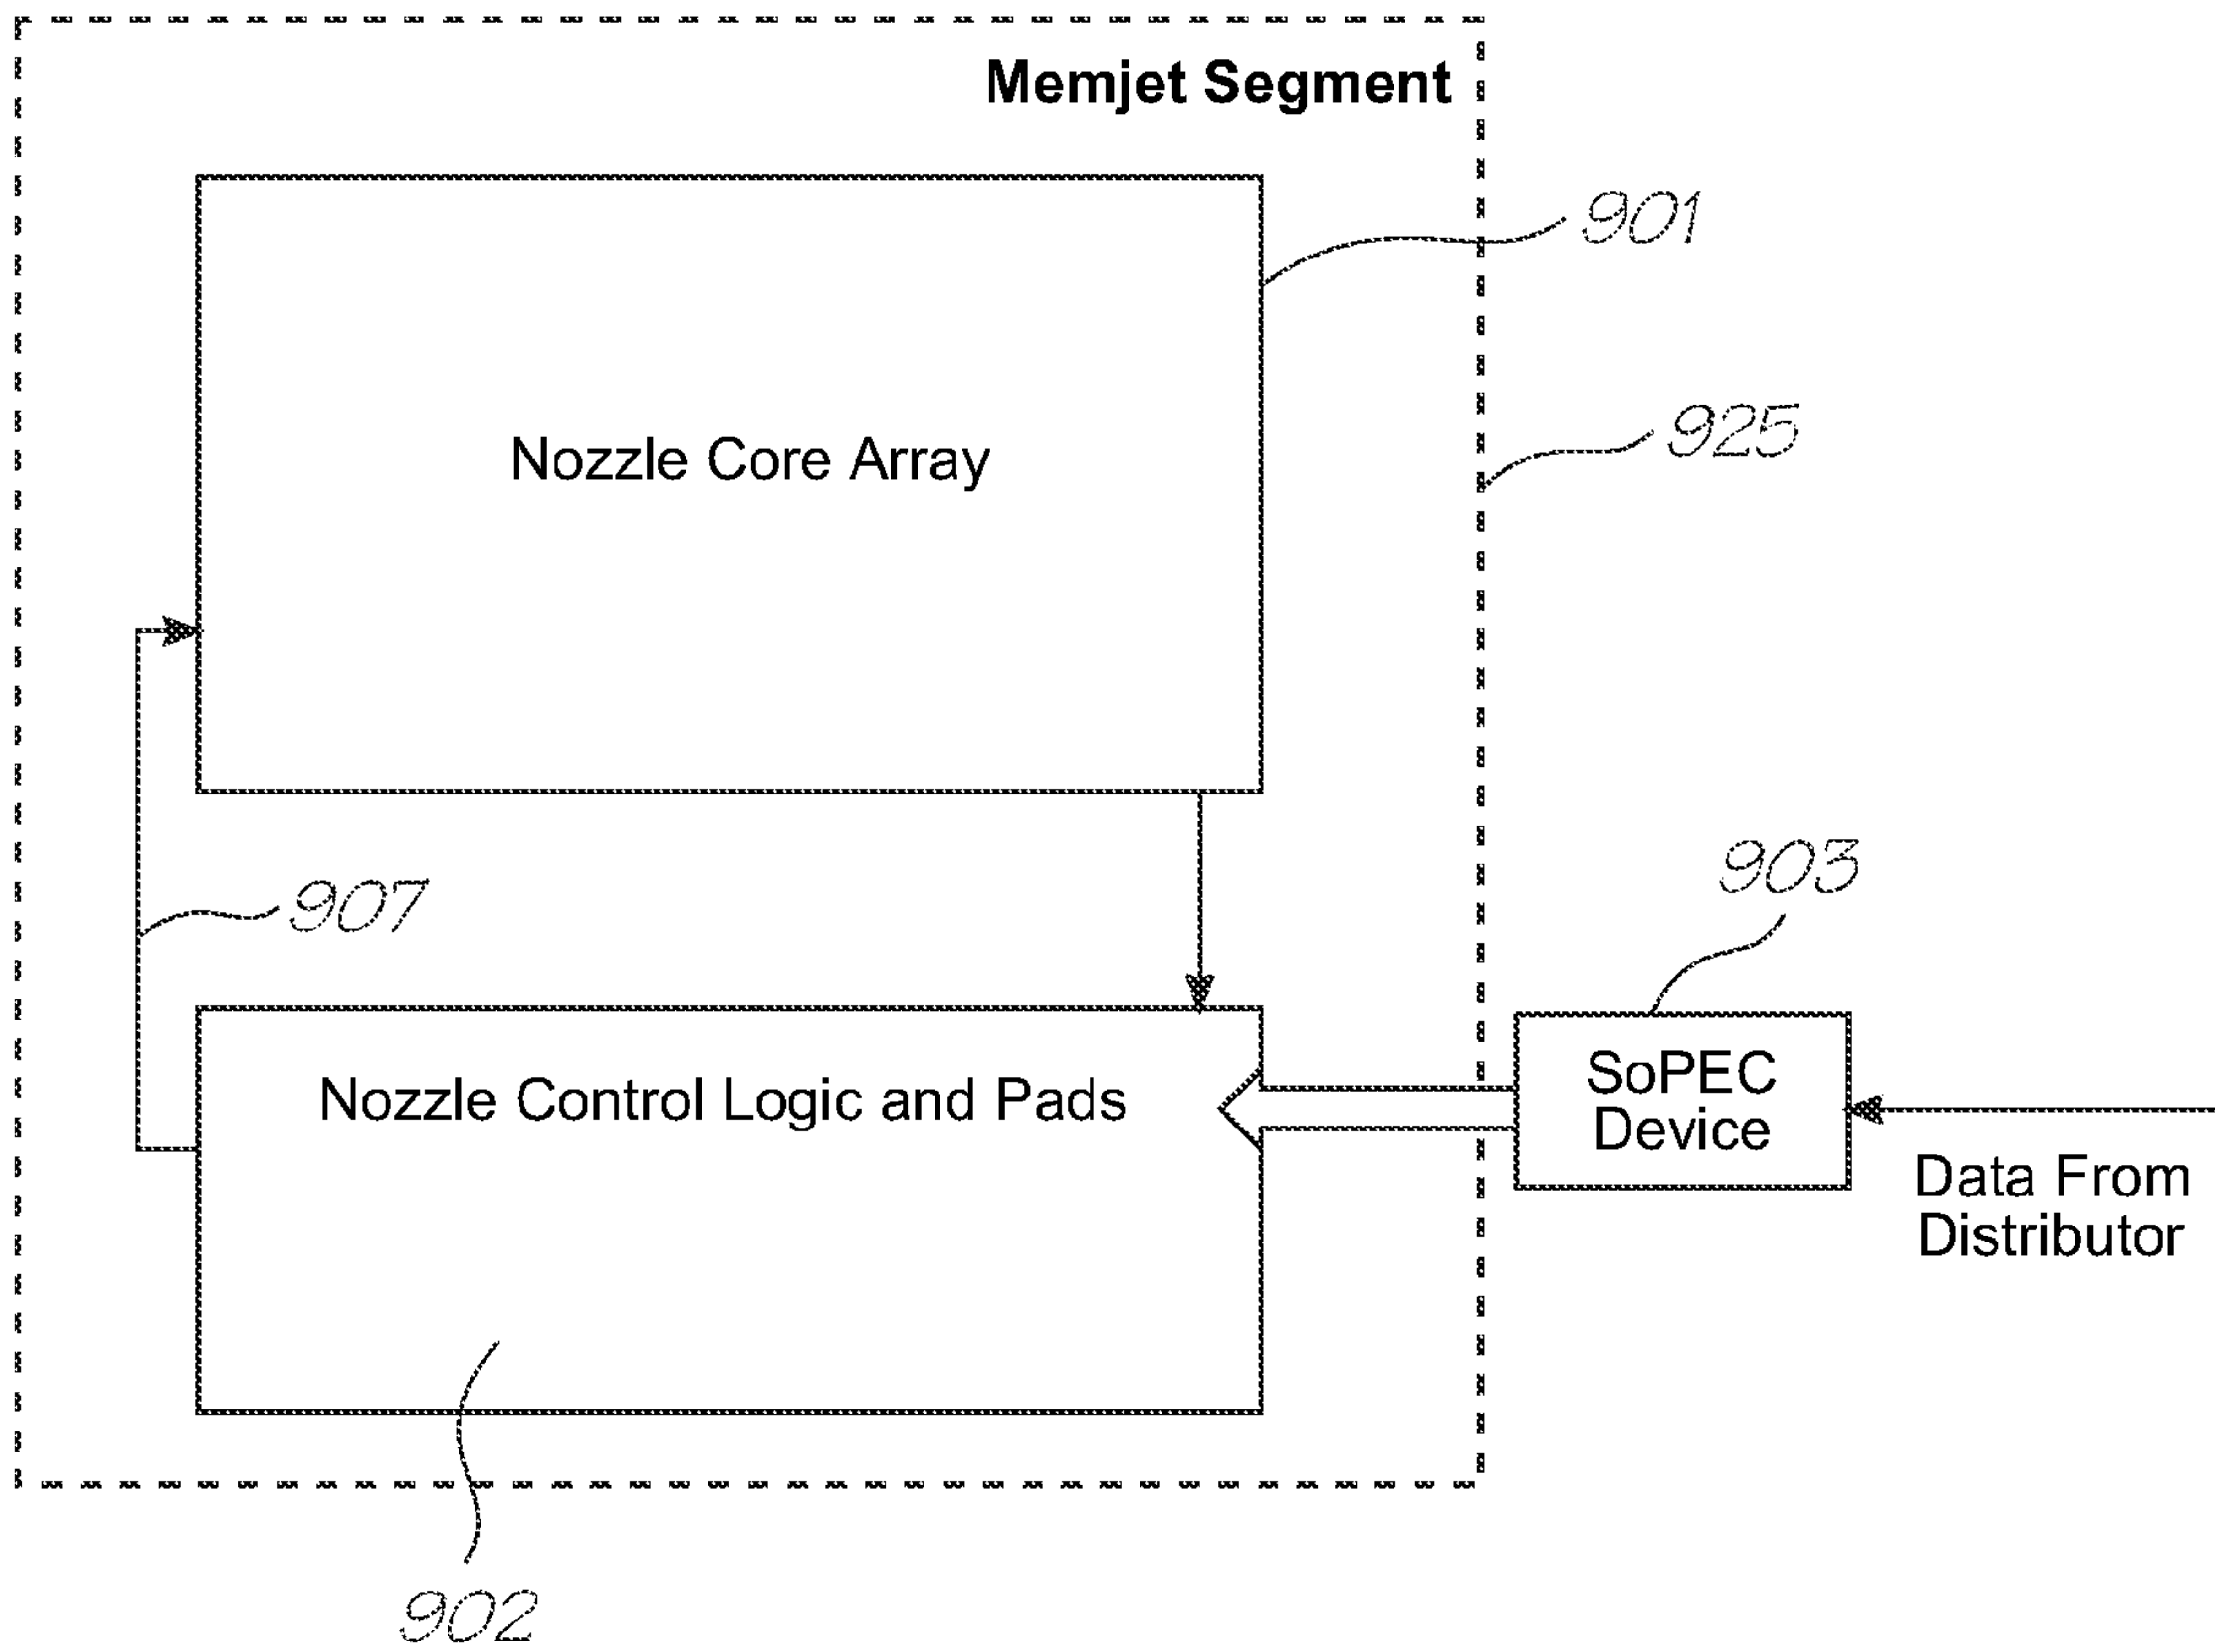 Memjet Segment
901
Nozzle Core Array
925
903
907
SoPEC
Device
Nozzle Control Logic and Pads
Data From
Distributor
902